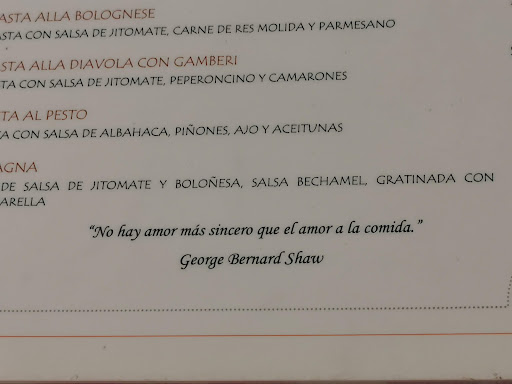 ASTA ALLA BOLOGNESE
ASTA CON SALSA DE JITOMATE, CARNE DE RES MOLIDA Y PARMESANO
STA ALLA DIAVOLA CON GAMBERI
TA CON SALSA DE JITOMATE, PEPERONCINO Y CAMARONES
TA AL PESTO
A CON SALSA DE ALBAHACA, PIÑONES, AJO Y ACEITUNAS
AGNA
DE SALSA DE JITOMATE Y BOLOÑESA, SALSA BECHAMEL, GRATINADA CON
ARELLA
“No hay amor más sincero que el amor a la comida.”
George Bernard Shaw